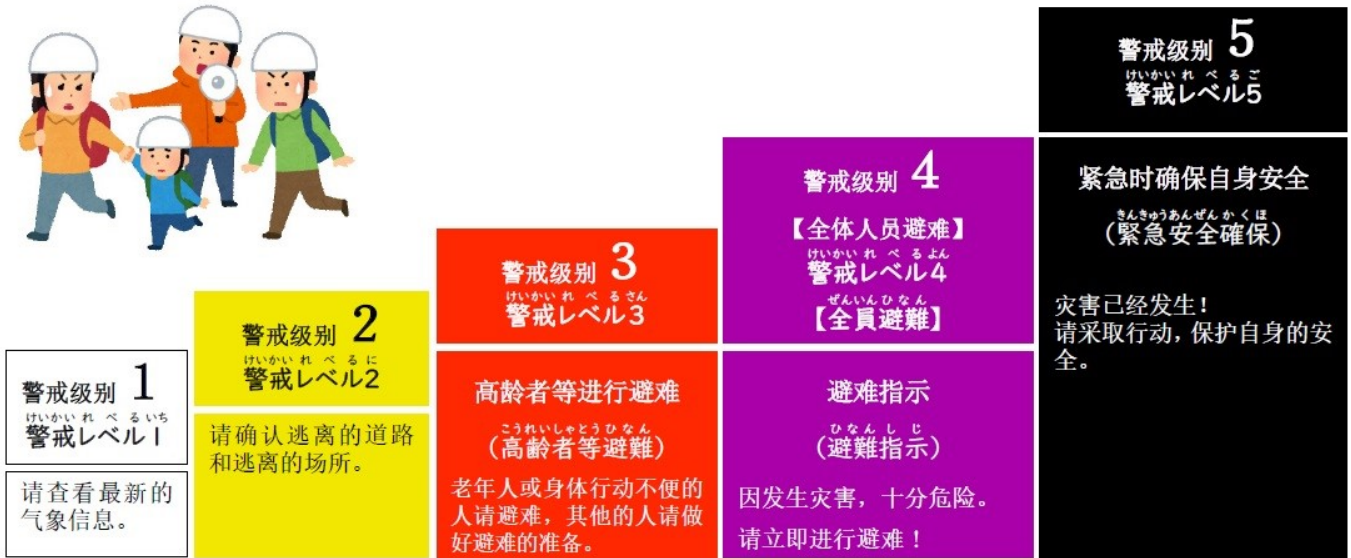 警戒级别 1
けいかいれべるいち
警戒レベル1
请查看最新的
气象信息。
警戒级别 2
けいかいれべるに
警戒レベル2
请确认逃离的道路
和逃离的场所。
警戒级别 3
けいかいれべるさん
警戒レベル3
高龄者等进行避难
こうれいしゃとうひなん
（高齢者等避難）
老年人或身体行动不便的
人请避难，其他的人请做
好避难的准备。
警戒级别 4
【全体人员避难】
けいかいれべるよん
警戒レベル4
ぜんいんひなん
【全員避難】
避难指示
ひなんしじ
（避難指示）
因发生灾害，十分危险。
请立即进行避难！
警戒级别 5
けいかいれべるご
警戒レベル5
紧急时确保自身安全
きんきゅうあんぜんかくほ
（緊急安全確保）
灾害已经发生！
请采取行动，保护自身的安
全。